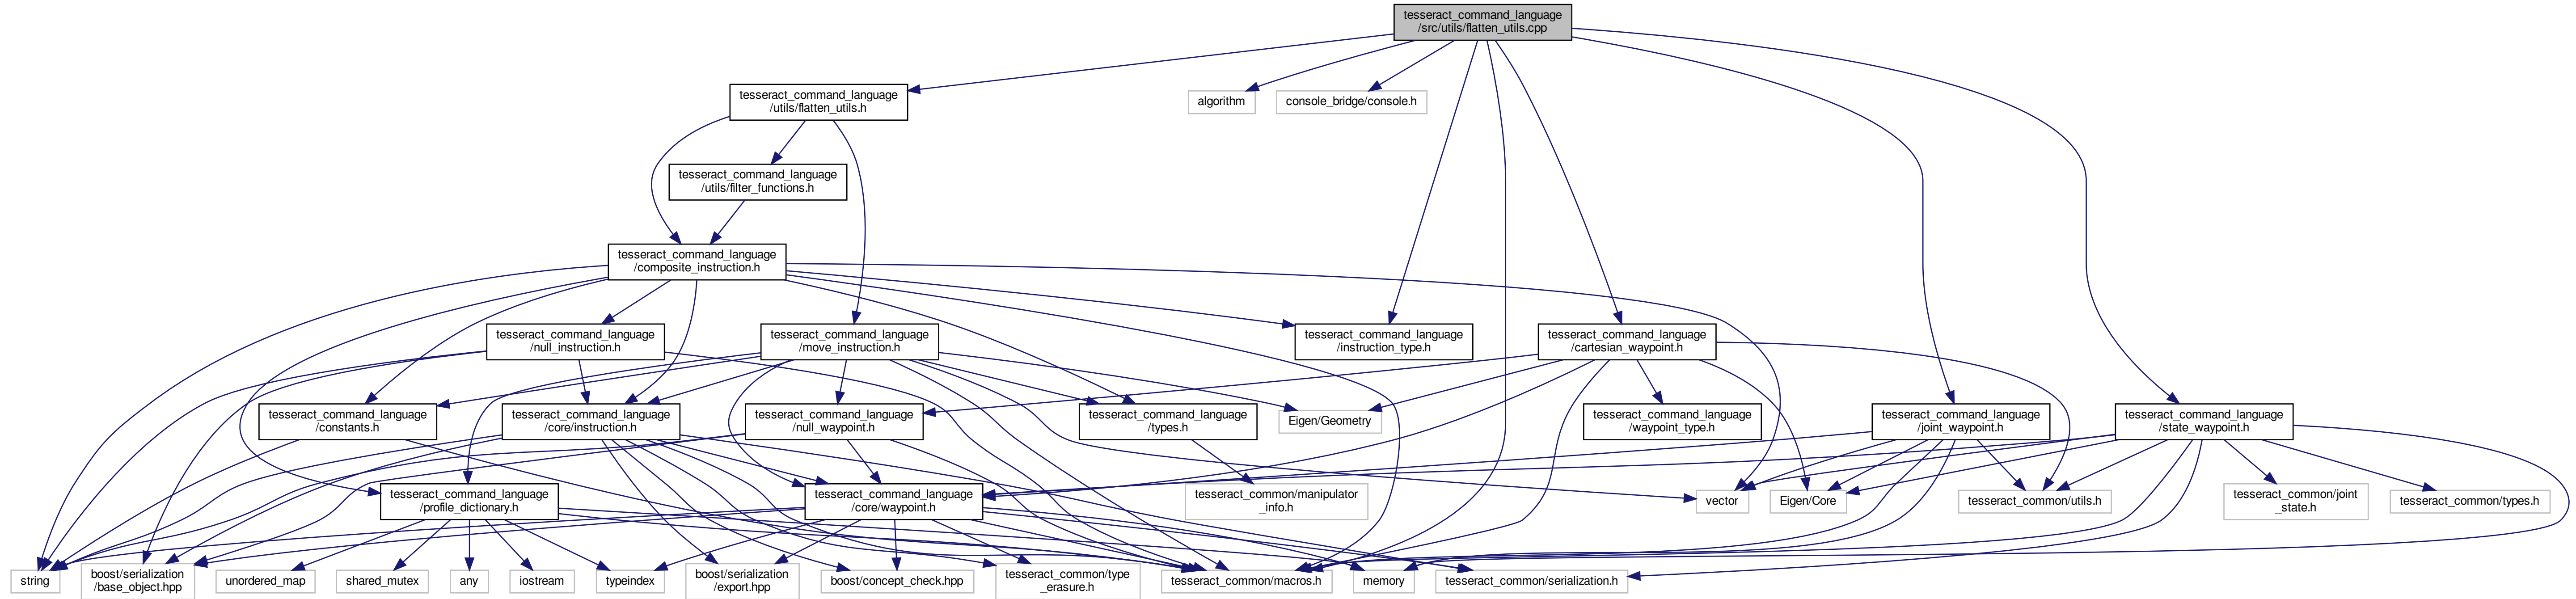 tesseract_command_language
/src/utils/flatten_utils.cpp
tesseract_command_language
/utils/flatten_utils.h
algorithm
console_bridge/console.h
tesseract_command_language
/utils/filter_functions.h
tesseract_command_language
/composite_instruction.h
tesseract_command_language
/null_instruction.h
tesseract_command_language
/move_instruction.h
tesseract_command_language
/instruction_type.h
tesseract_command_language
/cartesian_waypoint.h
tesseract_command_language
/constants.h
tesseract_command_language
/core/instruction.h
tesseract_command_language
/null_waypoint.h
tesseract_command_language
/types.h
Eigen/Geometry
tesseract_command_language
/waypoint_type.h
tesseract_command_language
/joint_waypoint.h
tesseract_command_language
/state_waypoint.h
tesseract_command_language
/profile_dictionary.h
tesseract_command_language
/core/waypoint.h
tesseract_common/manipulator
_info.h
vector
Eigen/Core
tesseract_common/utils.h
tesseract_common/joint
_state.h
tesseract_common/types.h
string
boost/serialization
/base_object.hpp
unordered_map
shared_mutex
any
iostream
typeindex
boost/serialization
/export.hpp
boost/concept_check.hpp
tesseract_common/type
_erasure.h
tesseract_common/macros.h
memory
tesseract_common/serialization.h